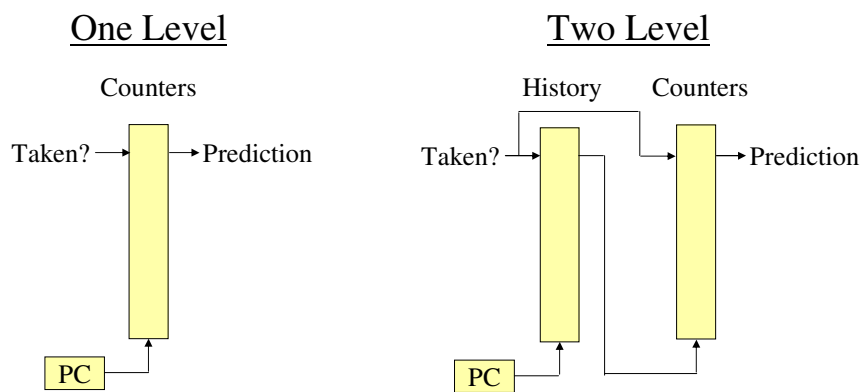 One Level
Counters
Taken?
Prediction
PC
Two Level
History
Counters
Taken?
Prediction
PC